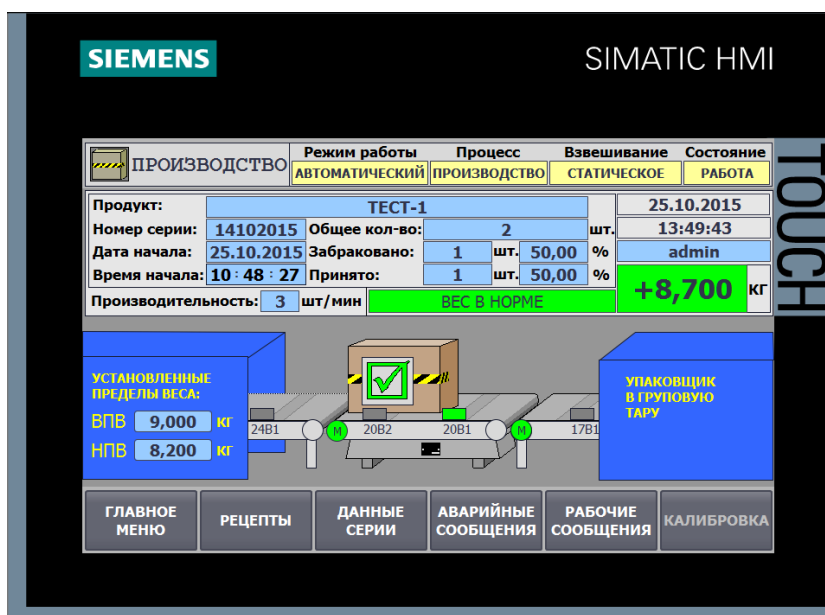 SIEMENS
SIMATIC HMI
TOUCH
ПРОИЗВОДСТВО
Режим работы Процесс Взвешивание Состояние
АВТОМАТИЧЕСКИЙ ПРОИЗВОДСТВО СТАТИЧЕСКОЕ РАБОТА
Продукт: ТЕСТ-1 25.10.2015
Номер серии: 14102015 Общее кол-во: 2 шт. 13:49:43
Дата начала: 25.10.2015 Забраковано: 1 шт. 50,00 % admin
Время начала: 10:48:27 Принято: 1 шт. 50,00 %
+8,700 кг
Производительность: 3 шт/мин ВЕС В НОРМЕ
УСТАНОВЛЕННЫЕ
ПРЕДЕЛЫ ВЕСА:
ВПВ 9,000 кг
НПВ 8,200 кг
24B1 M 20B2 20B1 M 17B1
УПАКОВЩИК
В ГРУПОВУЮ
ТАРУ
ГЛАВНОЕ
МЕНЮ
РЕЦЕПТЫ
ДАННЫЕ
СЕРИИ
АВАРИЙНЫЕ
СООБЩЕНИЯ
РАБОЧИЕ
СООБЩЕНИЯ
КАЛИБРОВКА